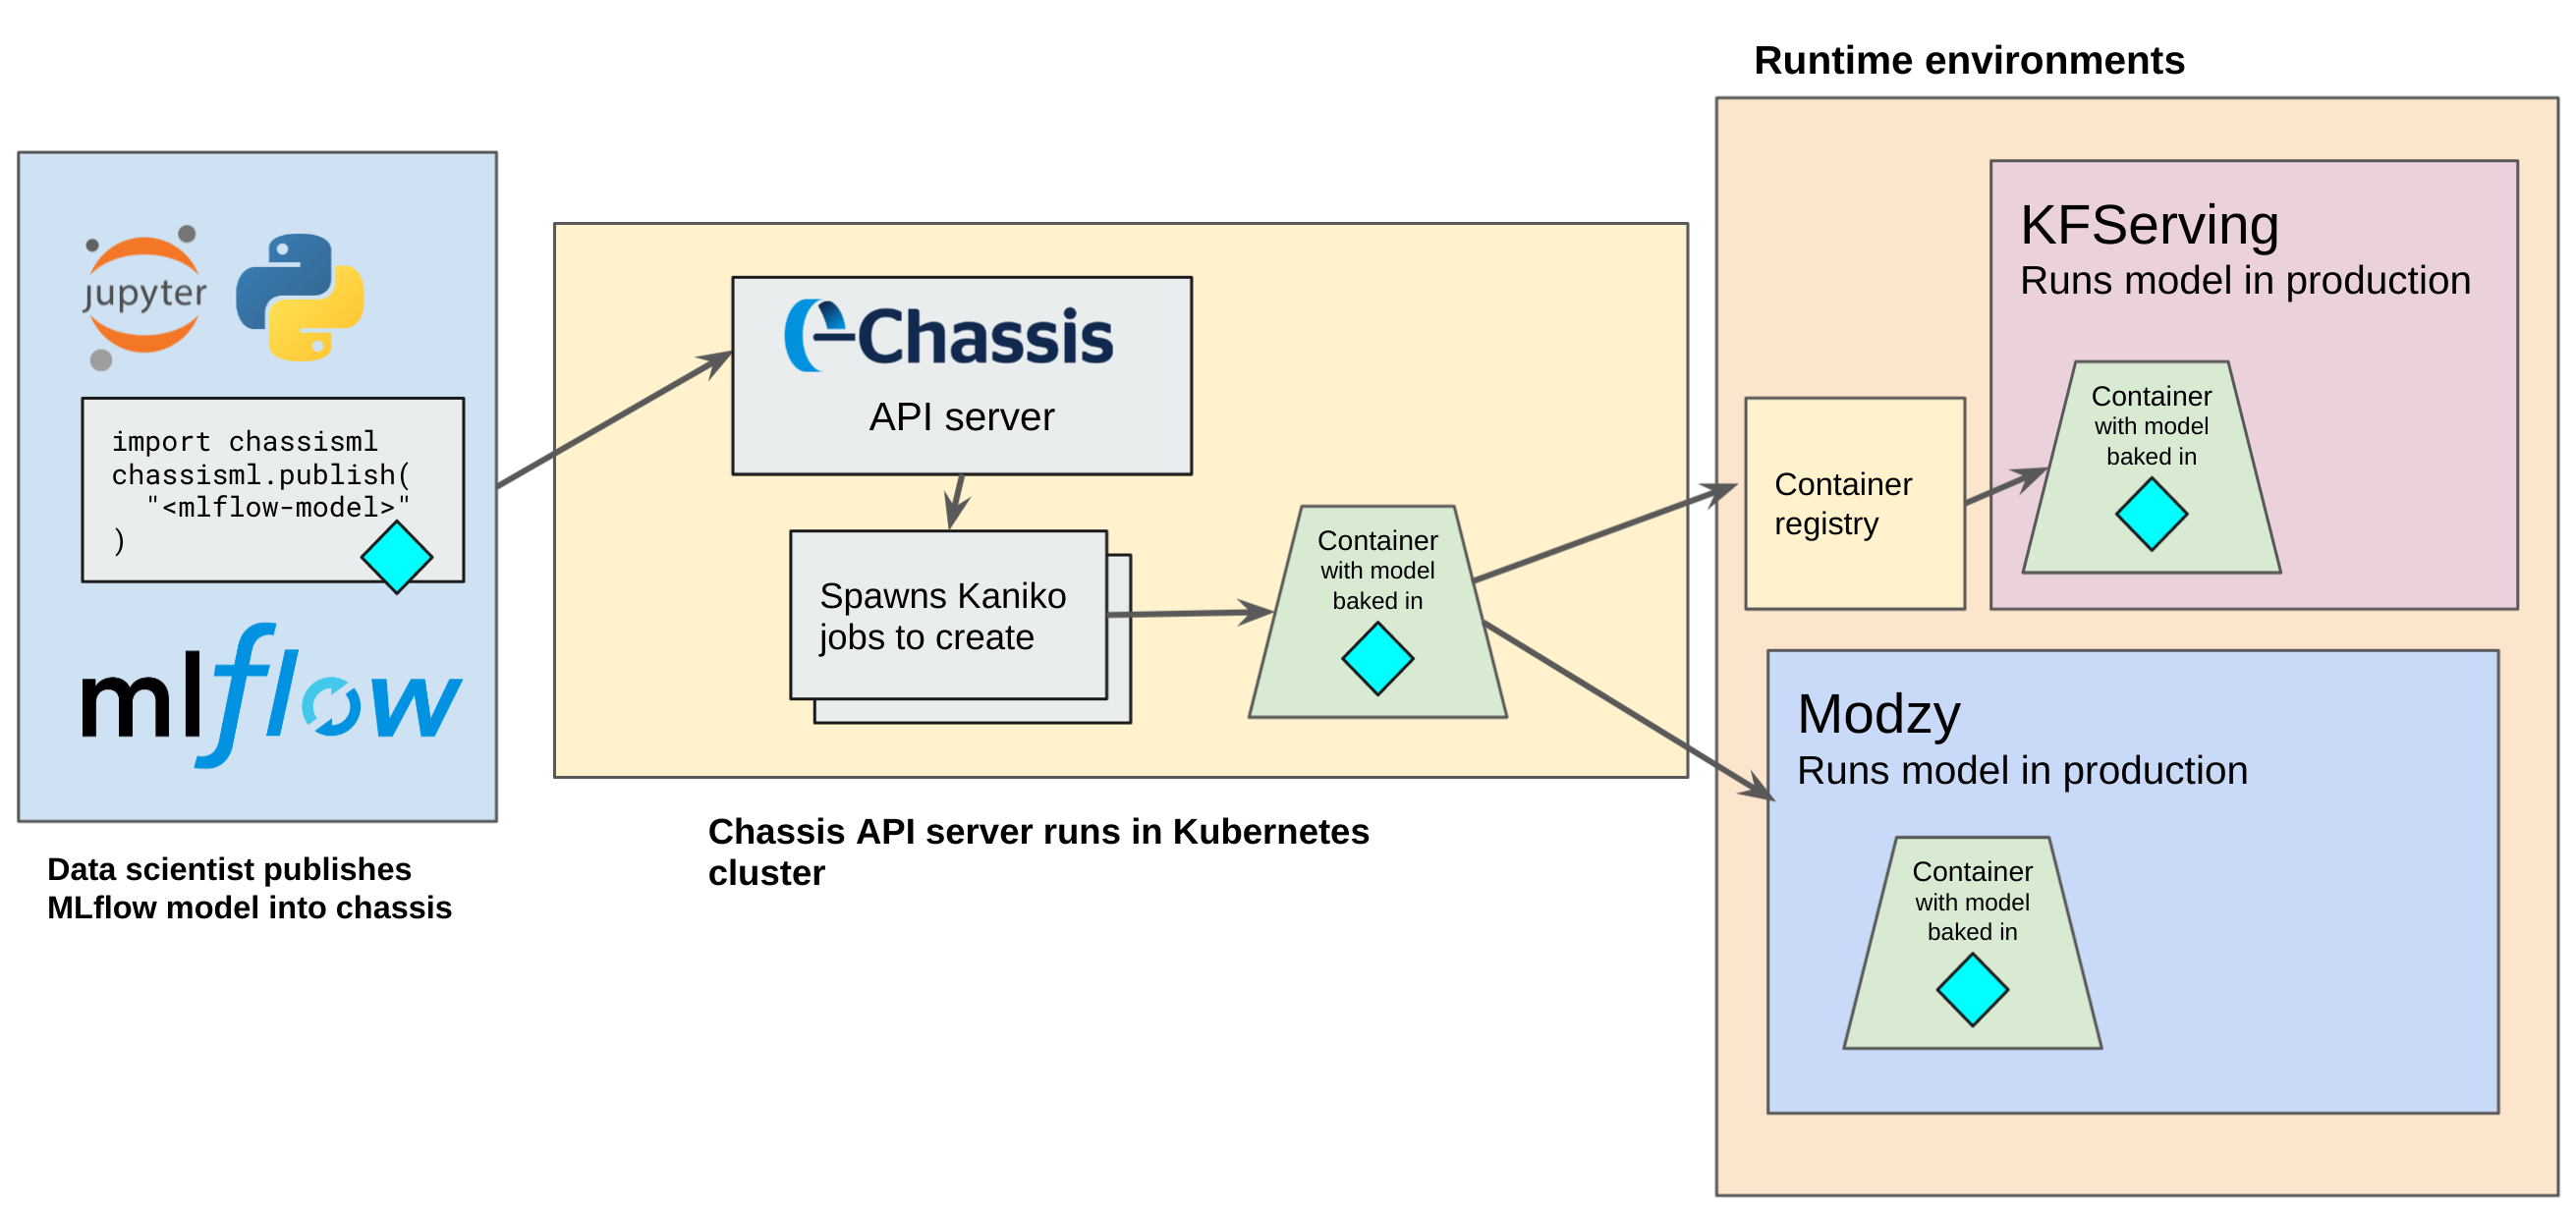 Runtime environments
jupyter
import chassisml
chassisml.publish(
"<mlflow-model>"
)
mlflow
Data scientist publishes
MLflow model into chassis
Chassis
API server
Spawns Kaniko
jobs to create
Container
with model
baked in
Chassis API server runs in Kubernetes
cluster
Container
registry
KFServing
Runs model in production
Container
with model
baked in
Modzy
Runs model in production
Container
with model
baked in